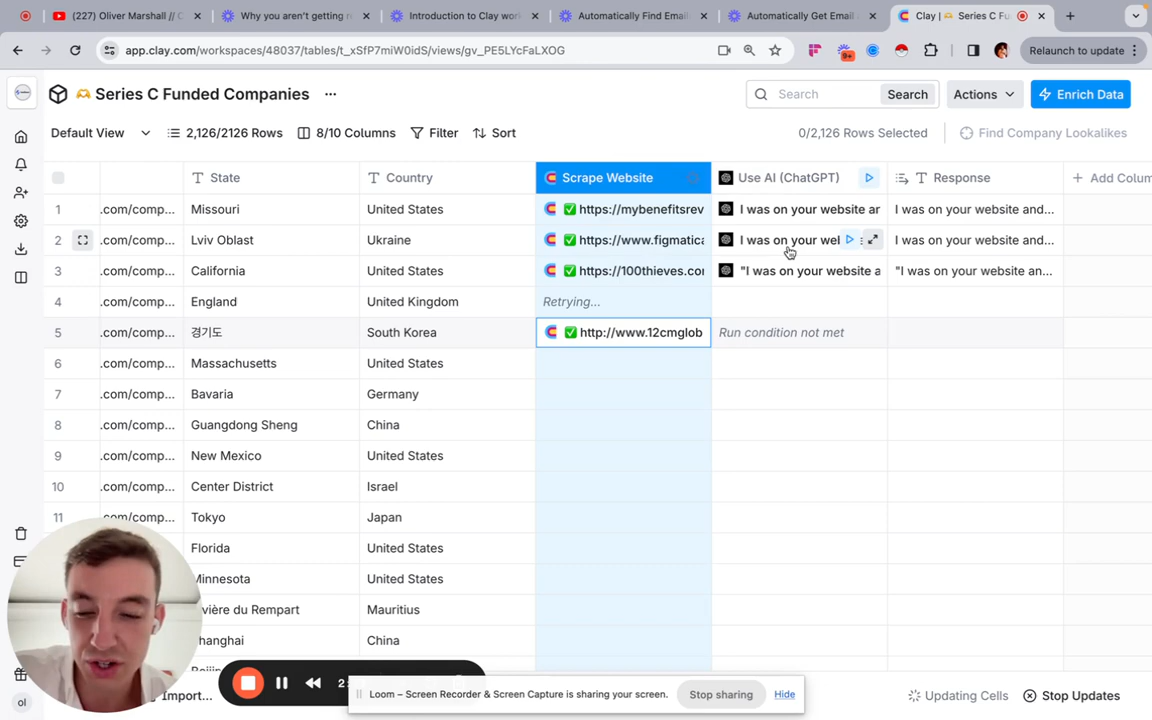 (227) Oliver Marshall // C
Why you aren't getting r
Introduction to Clay wor
Automatically Find Email
Automatically Get Email
Clay | Series C Fu
app.clay.com/workspaces/48037/tables/t_xSfP7miW0idS/views/gv_PE5LYcFaLXOG
9+
Relaunch to update
Series C Funded Companies
Search
Search
Actions
Enrich Data
Default View
2,126/2126 Rows
8/10 Columns
Filter
Sort
0/2,126 Rows Selected
Find Company Lookalikes
State
Country
Scrape Website
Use AI (ChatGPT)
Response
Add Colum
1 .com/comp... Missouri United States https://mybenefitsrev I was on your website ar I was on your website and...
2 .com/comp... Lviv Oblast Ukraine https://www.figmatica I was on your wel I was on your website and...
3 .com/comp... California United States https://100thieves.cor "I was on your website a "I was on your website an...
4 England United Kingdom Retrying...
5 경기도 South Korea http://www.12cmglob Run condition not met
6 .com/comp... Massachusetts United States
7 .com/comp... Bavaria Germany
8 .com/comp... Guangdong Sheng China
9 .com/comp... New Mexico United States
10 .com/comp... Center District Israel
11 .com/comp... Tokyo Japan
Florida United States
Minnesota United States
vière du Rempart Mauritius
hanghai China
Import...
Loom – Screen Recorder & Screen Capture is sharing your screen.
Stop sharing
Hide
Updating Cells
Stop Updates
ol